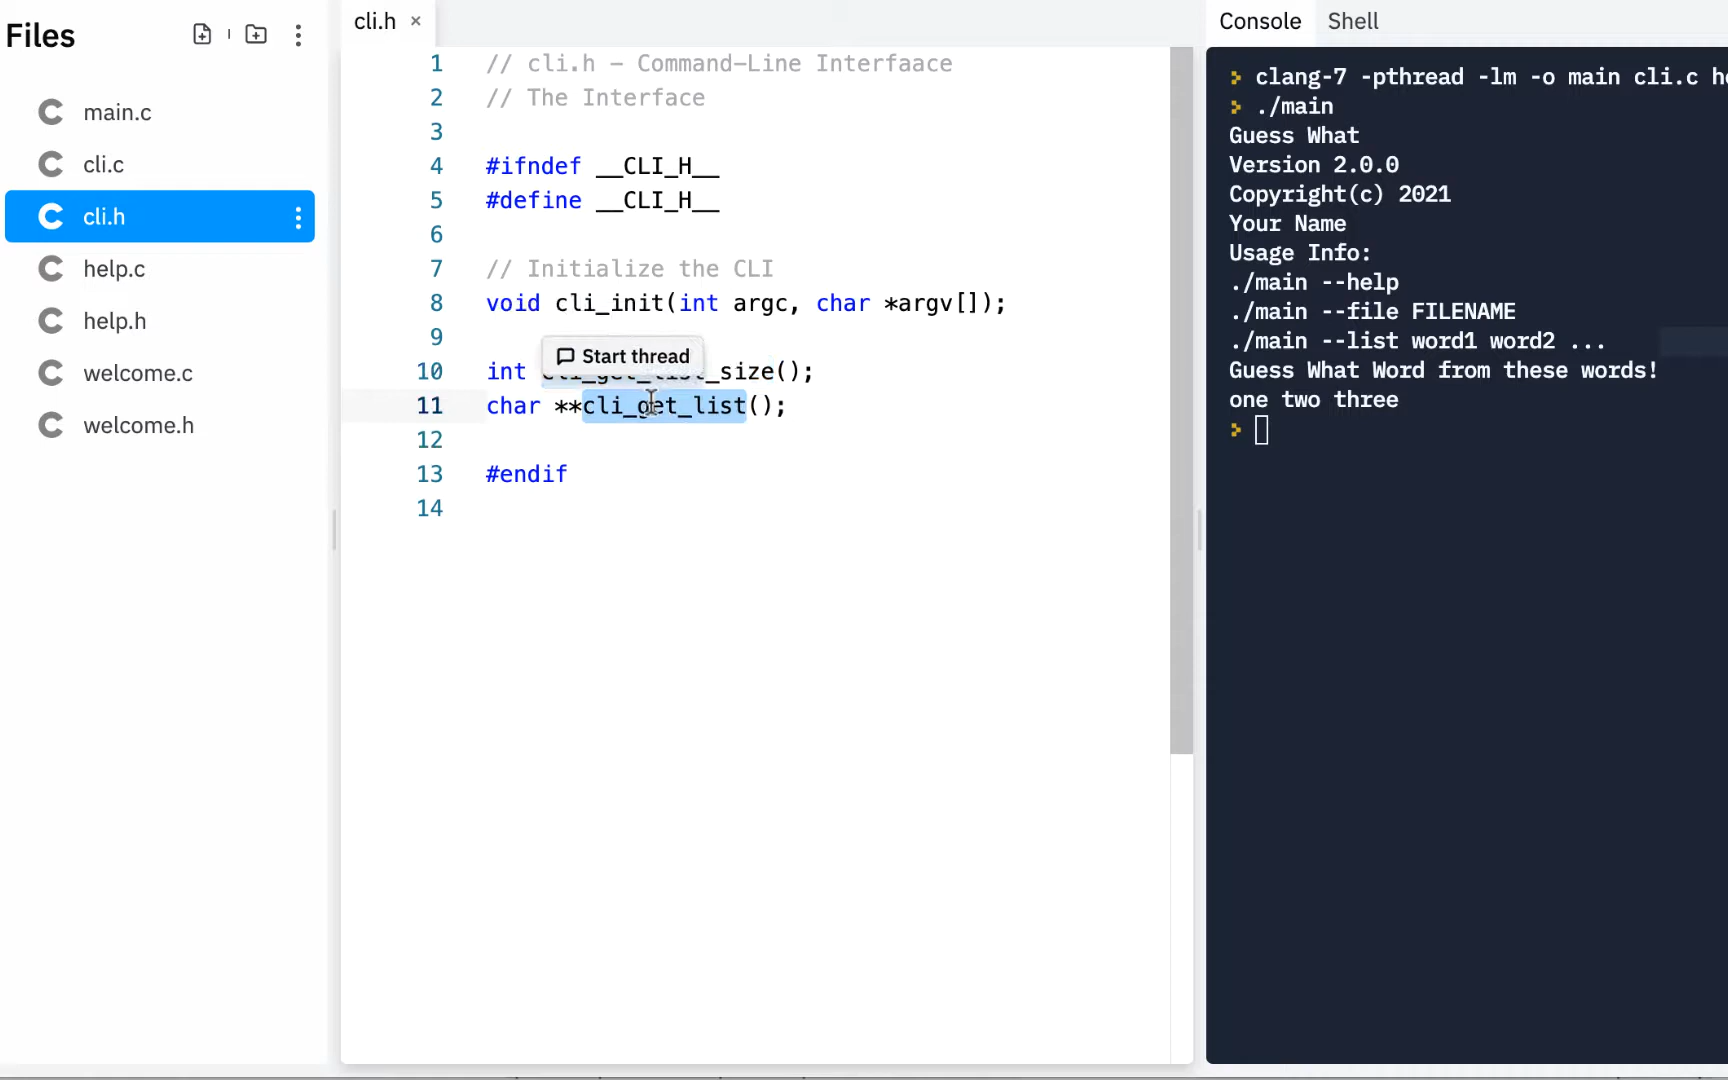 Files
main.c
cli.c
cli.h
help.c
help.h
welcome.c
welcome.h
cli.h ×
1 // cli.h - Command-Line Interfaace
2 // The Interface
3
4 #ifndef __CLI_H__
5 #define __CLI_H__
6
7 // Initialize the CLI
8 void cli_init(int argc, char *argv[]);
9
Start thread
10 int cli_get_list_size();
11 char **cli_get_list();
12
13 #endif
14
Console Shell
> clang-7 -pthread -lm -o main cli.c
> ./main
Guess What
Version 2.0.0
Copyright(c) 2021
Your Name
Usage Info:
./main --help
./main --file FILENAME
./main --list word1 word2 ...
Guess What Word from these words!
one two three
>